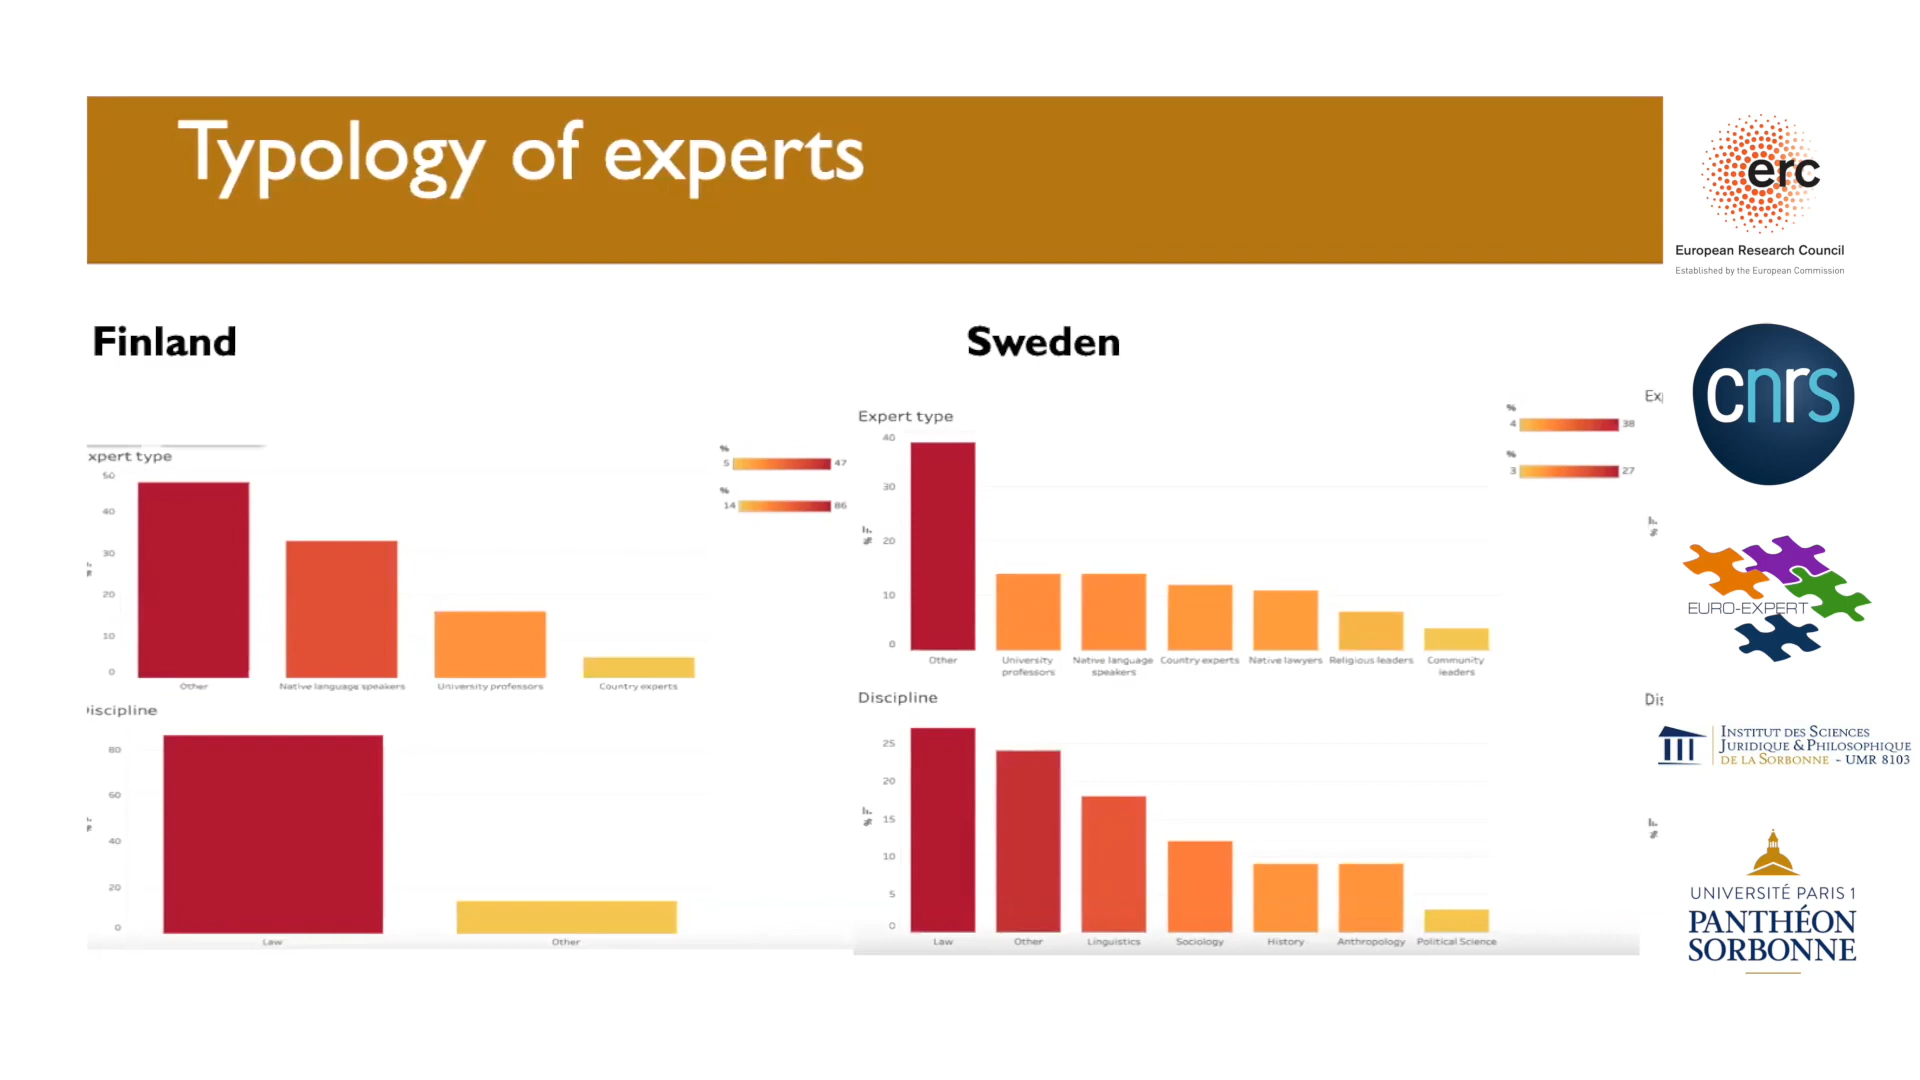 Typology of experts
erc
European Research Council
Established by the European Commission
Finland
xpert type
%
5 47
%
14 86
50
40
30
20
10
0
Other Native language speakers University professors Country experts
iscipline
80
60
40
20
0
Law Other
Sweden
Expert type
%
4 38
%
3 27
40
30
20
10
0
Other University professors Native language speakers Country experts Native lawyers Religious leaders Community leaders
Discipline
25
20
15
10
5
0
Law Other Linguistics Sociology History Anthropology Political Science
Ex
Dis
cnrs
EURO-EXPERT
INSTITUT DES SCIENCES
JURIDIQUE & PHILOSOPHIQUE
DE LA SORBONNE - UMR 8103
UNIVERSITÉ PARIS 1
PANTHÉON
SORBONNE